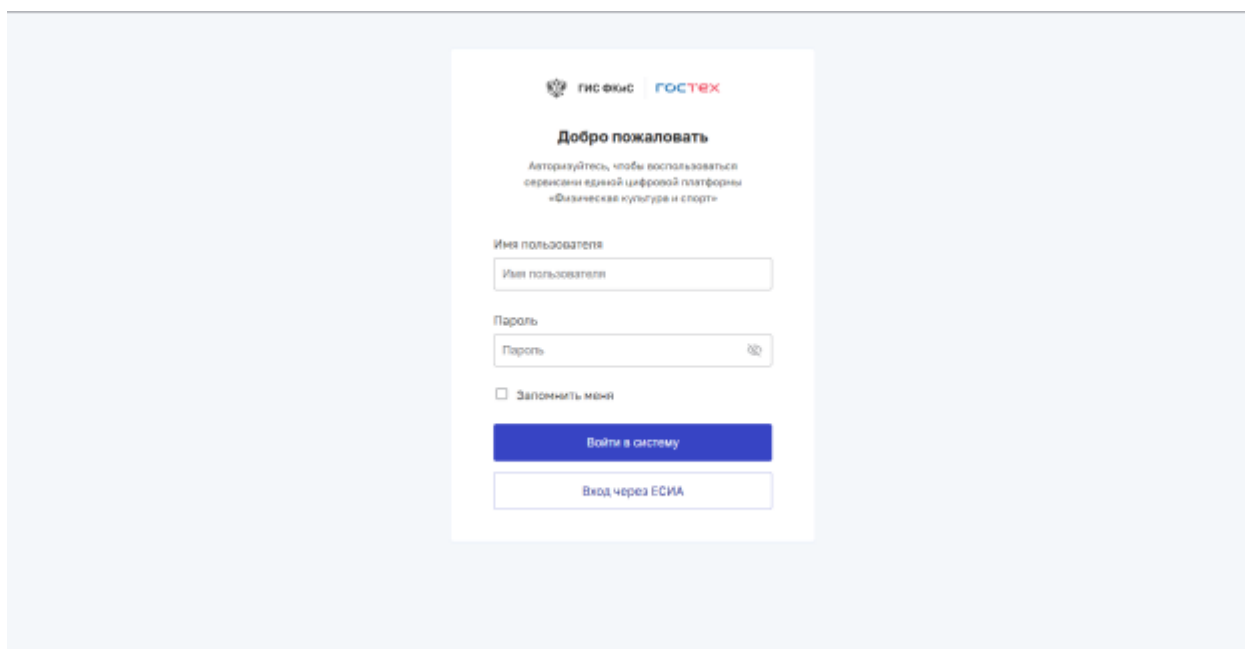 ГИС ФКиС гостех
Добро пожаловать
Авторизуйтесь, чтобы воспользоваться
сервисами единой цифровой платформы
«Физическая культура и спорт»
Имя пользователя
Имя пользователя
Пароль
Пароль
Запомнить меня
Войти в систему
Вход через ЕСИА